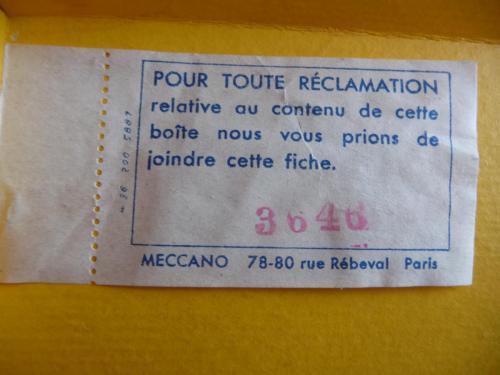 POUR TOUTE RÉCLAMATION
relative au contenu de cette
boîte nous vous prions de
joindre cette fiche.
3646
MECCANO 78-80 rue Rébeval Paris